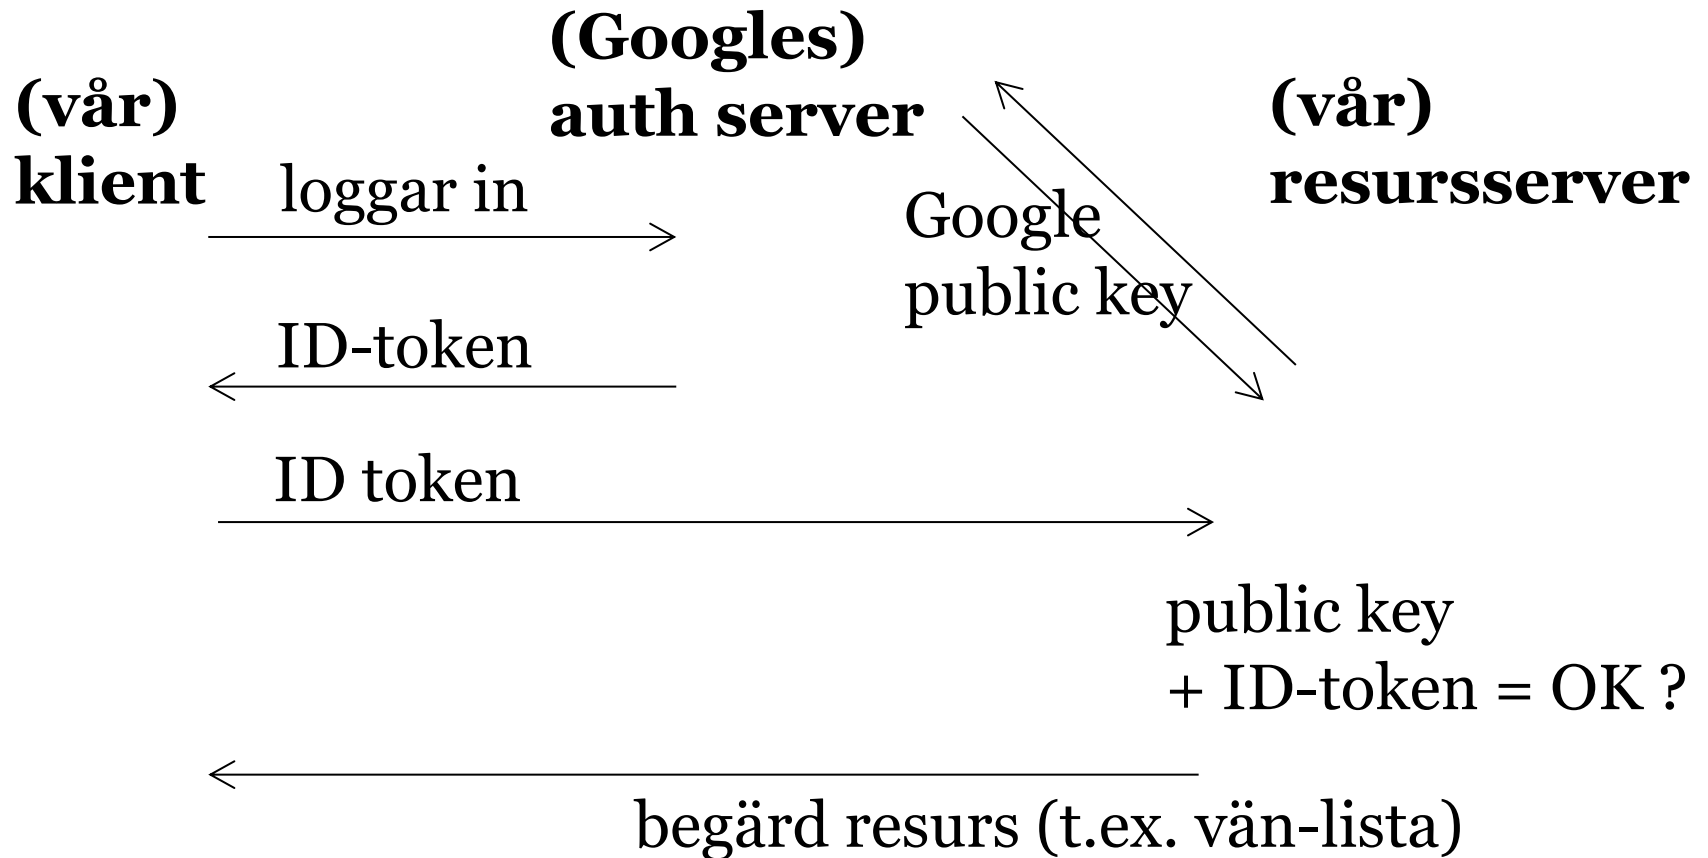 (vår)
klient
(Googles)
auth server
(vår)
resursserver
loggar in
Google
public key
ID-token
ID token
public key
+ ID-token = OK ?
begärd resurs (t.ex. vän-lista)